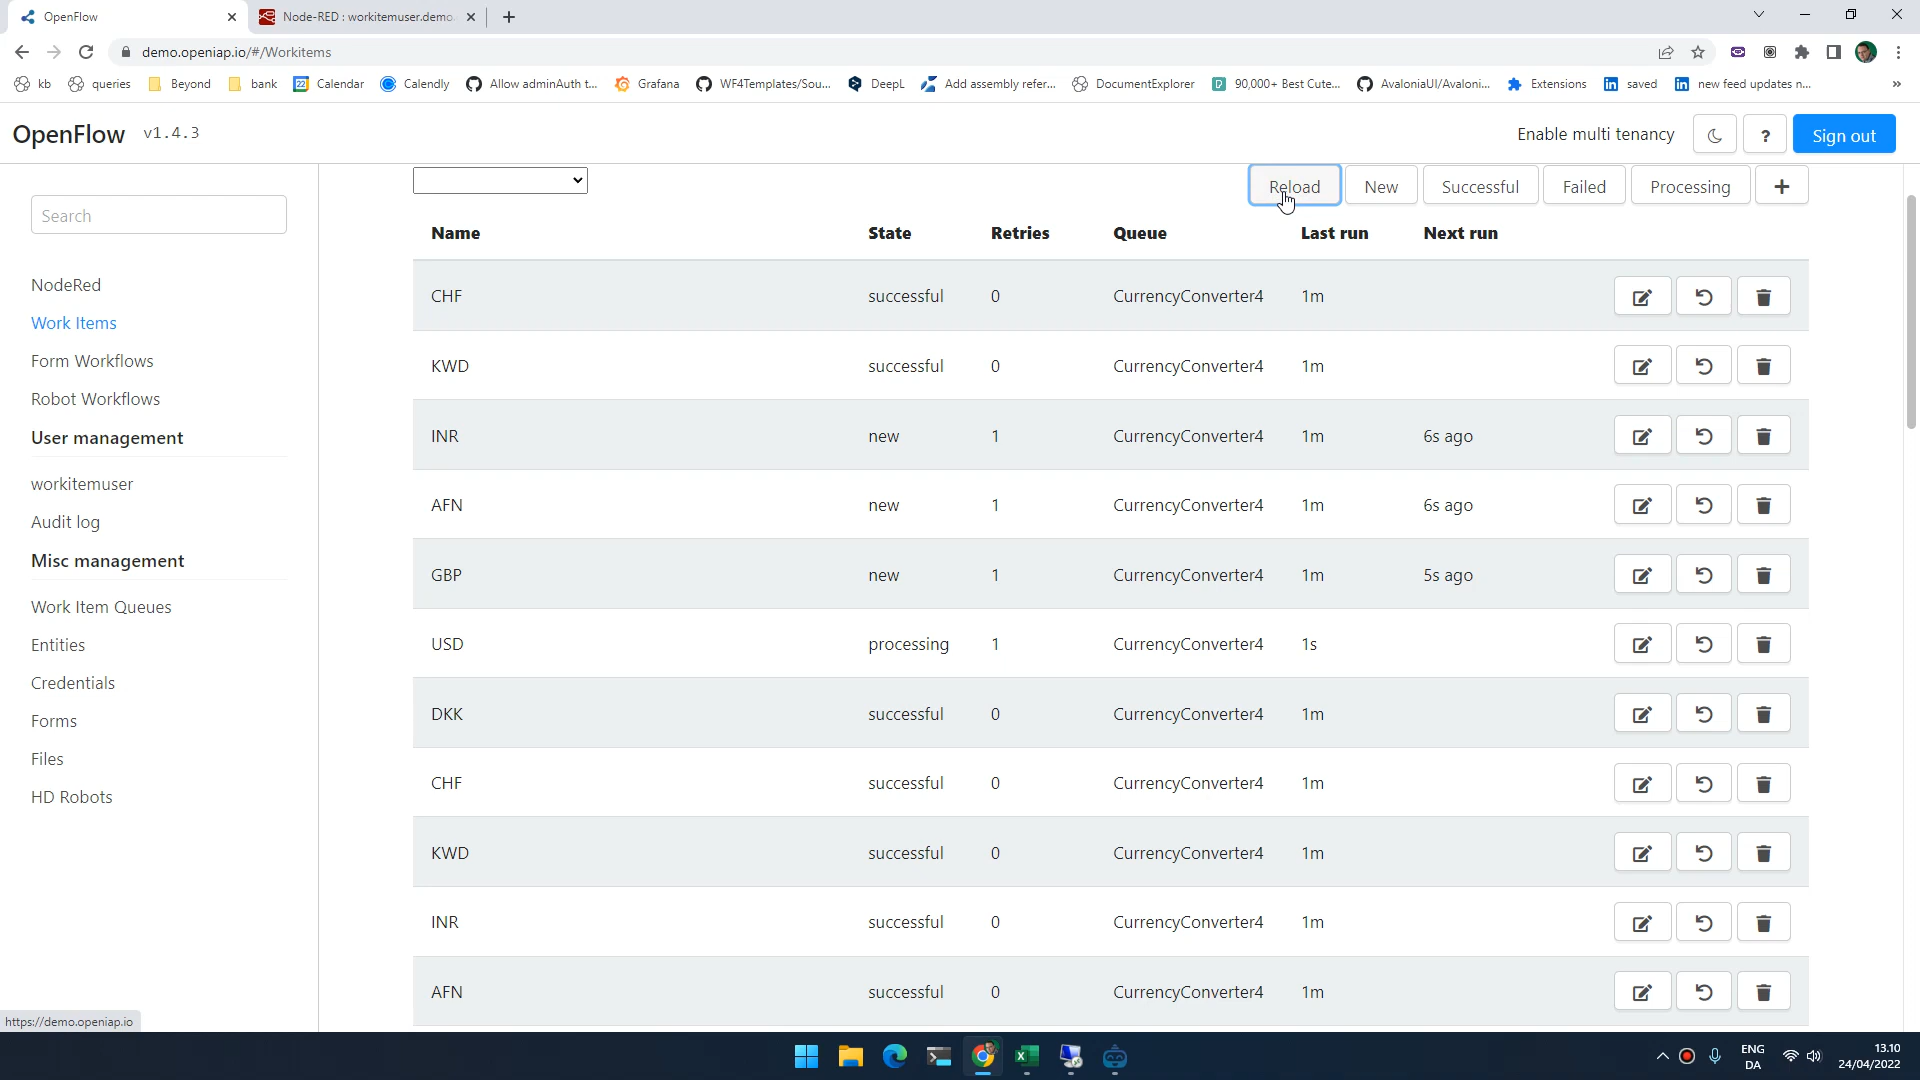 OpenFlow
Node-RED : workitemuser.demo.
demo.openiap.io/#/Workitems
kb
queries
Beyond
bank
22
Calendar
Calendly
Allow adminAuth t...
Grafana
WF4Templates/Sou...
DeepL
Add assembly refer...
DocumentExplorer
90,000+ Best Cute...
AvaloniaUI/Avaloni...
Extensions
saved
new feed updates n...
»
OpenFlow v1.4.3
Enable multi tenancy
?
Sign out
Search
NodeRed
Work Items
Form Workflows
Robot Workflows
User management
workitemuser
Audit log
Misc management
Work Item Queues
Entities
Credentials
Forms
Files
HD Robots
Reload New Successful Failed Processing +
Name State Retries Queue Last run Next run
CHF successful 0 CurrencyConverter4 1m
KWD successful 0 CurrencyConverter4 1m
INR new 1 CurrencyConverter4 1m 6s ago
AFN new 1 CurrencyConverter4 1m 6s ago
GBP new 1 CurrencyConverter4 1m 5s ago
USD processing 1 CurrencyConverter4 1s
DKK successful 0 CurrencyConverter4 1m
CHF successful 0 CurrencyConverter4 1m
KWD successful 0 CurrencyConverter4 1m
INR successful 0 CurrencyConverter4 1m
AFN successful 0 CurrencyConverter4 1m
https://demo.openiap.io
ENG
DA
13.10
24/04/2022